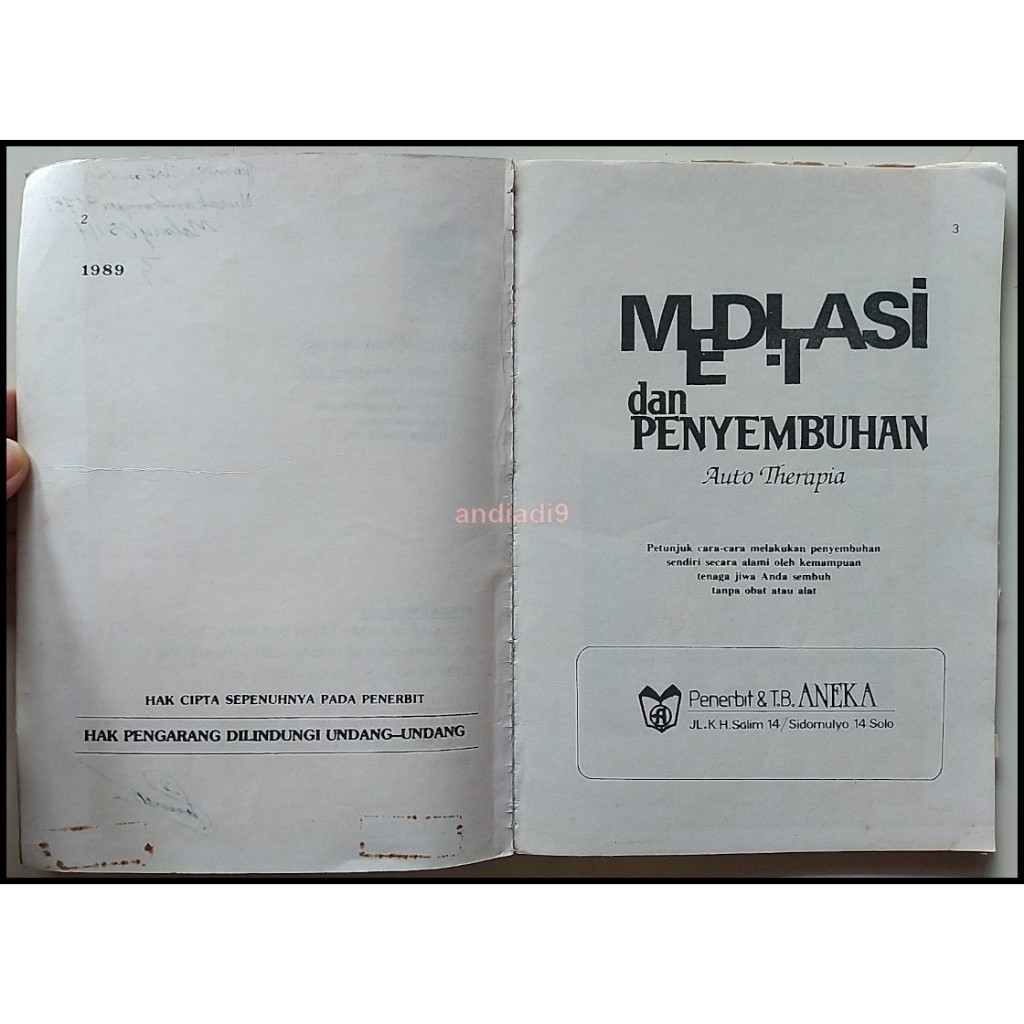 2
Malang 65117
1989
HAK CIPTA SEPENUHNYA PADA PENERBIT
HAK PENGARANG DILINDUNGI UNDANG–UNDANG
3
MEDITASI
dan
PENYEMBUHAN
Auto Therapia
andiadi9
Petunjuk cara-cara melakukan penyembuhan
sendiri secara alami oleh kemampuan
tenaga jiwa Anda sembuh
tanpa obat atau alat
Penerbit & T.B. ANEKA
JL.K.H.Salim 14/Sidomulyo 14 Solo